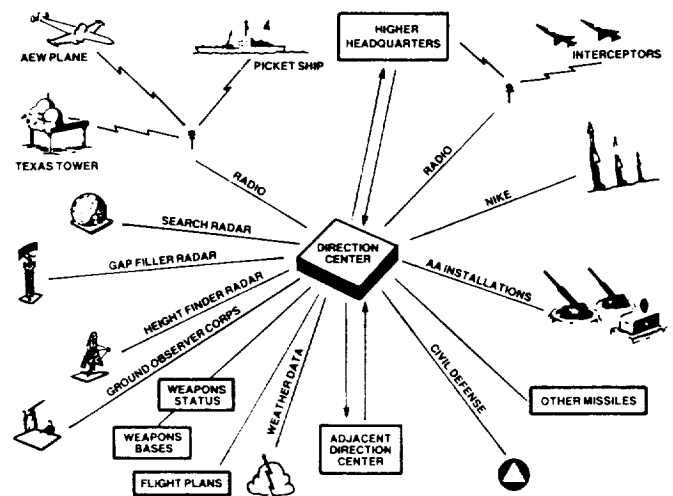 HIGHER
HEADQUARTERS
INTERCEPTORS
AEW PLANE
PICKET SHIP
TEXAS TOWER
RADIO
RADIO
NIKE
SEARCH RADAR
DIRECTION
CENTER
GAP FILLER RADAR
AA INSTALLATIONS
HEIGHT FINDER RADAR
GROUND OBSERVER CORPS
WEAPONS
STATUS
WEATHER DATA
CIVIL DEFENSE
OTHER MISSILES
WEAPONS
BASES
ADJACENT
DIRECTION
CENTER
FLIGHT PLANS